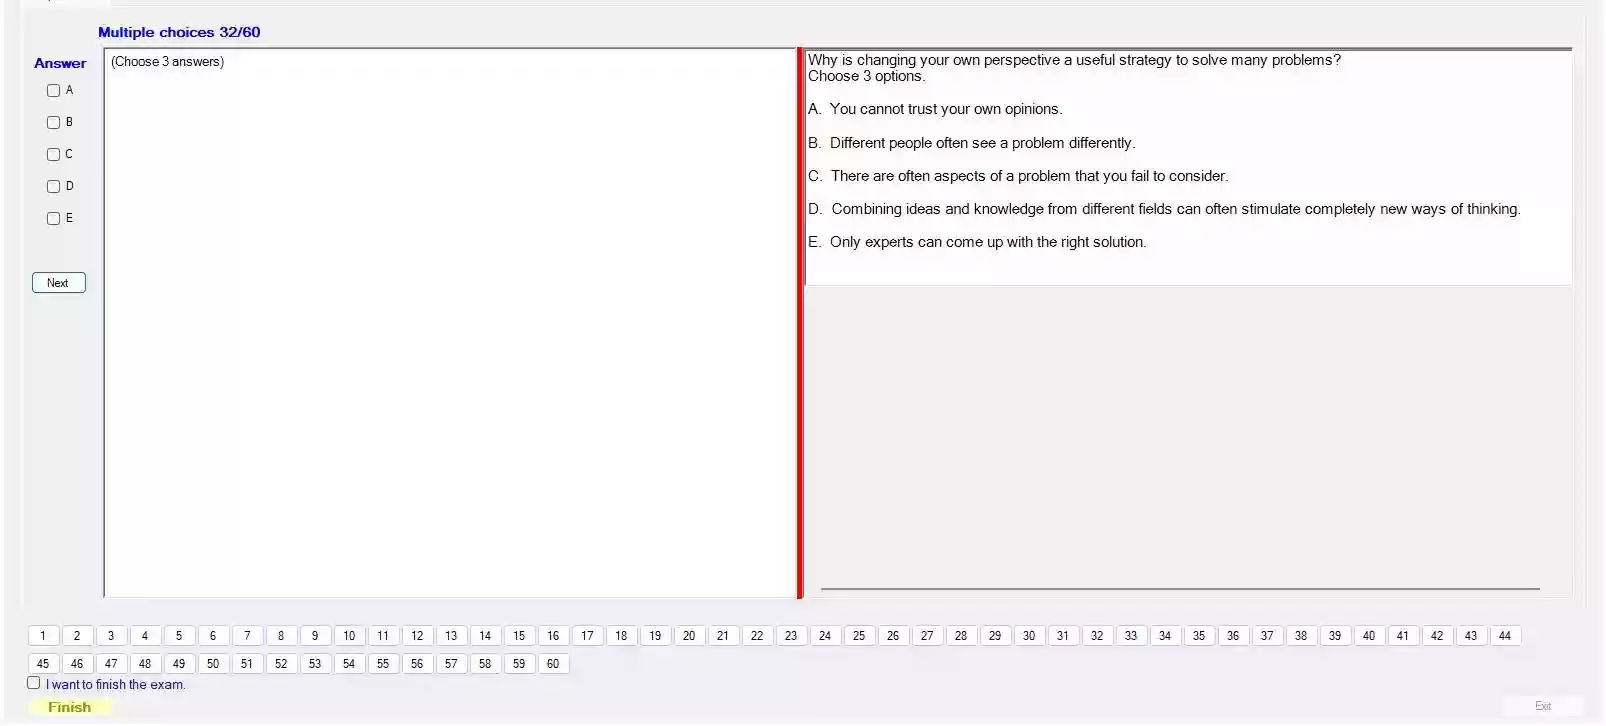 Multiple choices 32/60
Answer
(Choose 3 answers)
A
B
C
D
E
Next
Why is changing your own perspective a useful strategy to solve many problems?
Choose 3 options.
A. You cannot trust your own opinions.
B. Different people often see a problem differently.
C. There are often aspects of a problem that you fail to consider.
D. Combining ideas and knowledge from different fields can often stimulate completely new ways of thinking.
E. Only experts can come up with the right solution.
1 2 3 4 5 6 7 8 9 10 11 12 13 14 15 16 17 18 19 20 21 22 23 24 25 26 27 28 29 30 31 32 33 34 35 36 37 38 39 40 41 42 43 44
45 46 47 48 49 50 51 52 53 54 55 56 57 58 59 60
I want to finish the exam.
Finish
Exit